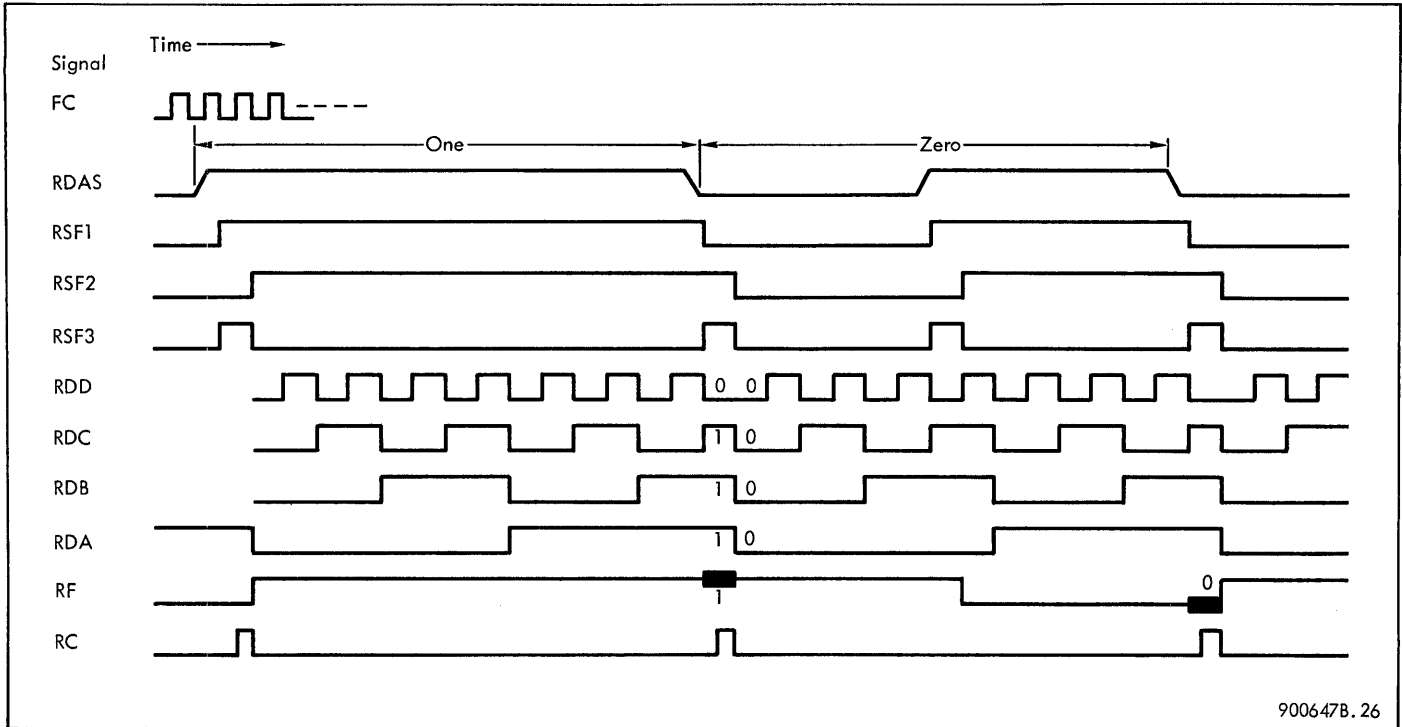 Time
Signal
FC
One
Zero
RDAS
RSF1
RSF2
RSF3
RDD 0 0
RDC 1 0
RDB 1 0
RDA 1 0
RF 1 0
RC
900647B.26